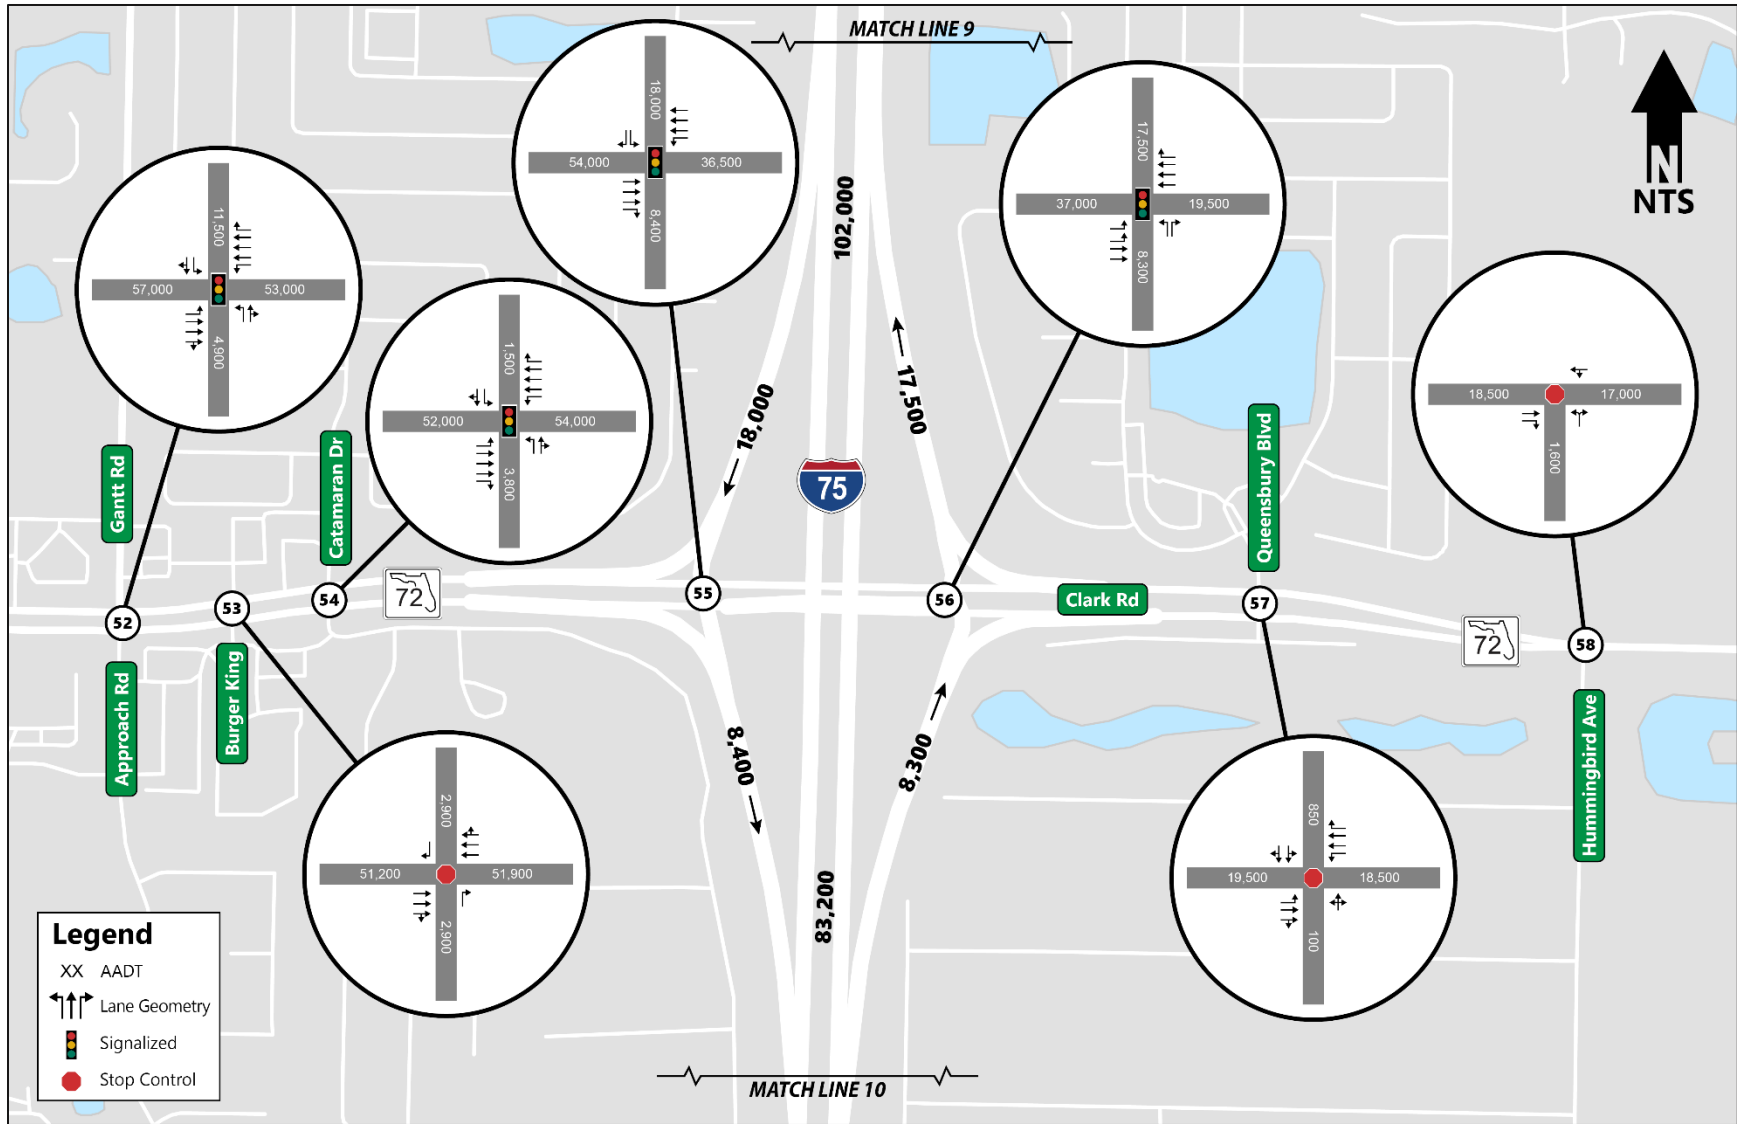 MATCH LINE 9
N
NTS
18,000
54,000
36,500
8,400
17,500
37,000
19,500
8,300
11,500
57,000
53,000
4,900
1,500
52,000
54,000
3,800
18,500
17,000
1,600
102,000
18,000
17,500
75
Gantt Rd
Catamaran Dr
Queensbury Blvd
52
53
54
72
55
56
Clark Rd
57
72
58
Approach Rd
Burger King
Hummingbird Ave
8,400
8,300
83,200
2,900
51,200
51,900
2,900
850
19,500
18,500
100
Legend
XX AADT
Lane Geometry
Signalized
Stop Control
MATCH LINE 10